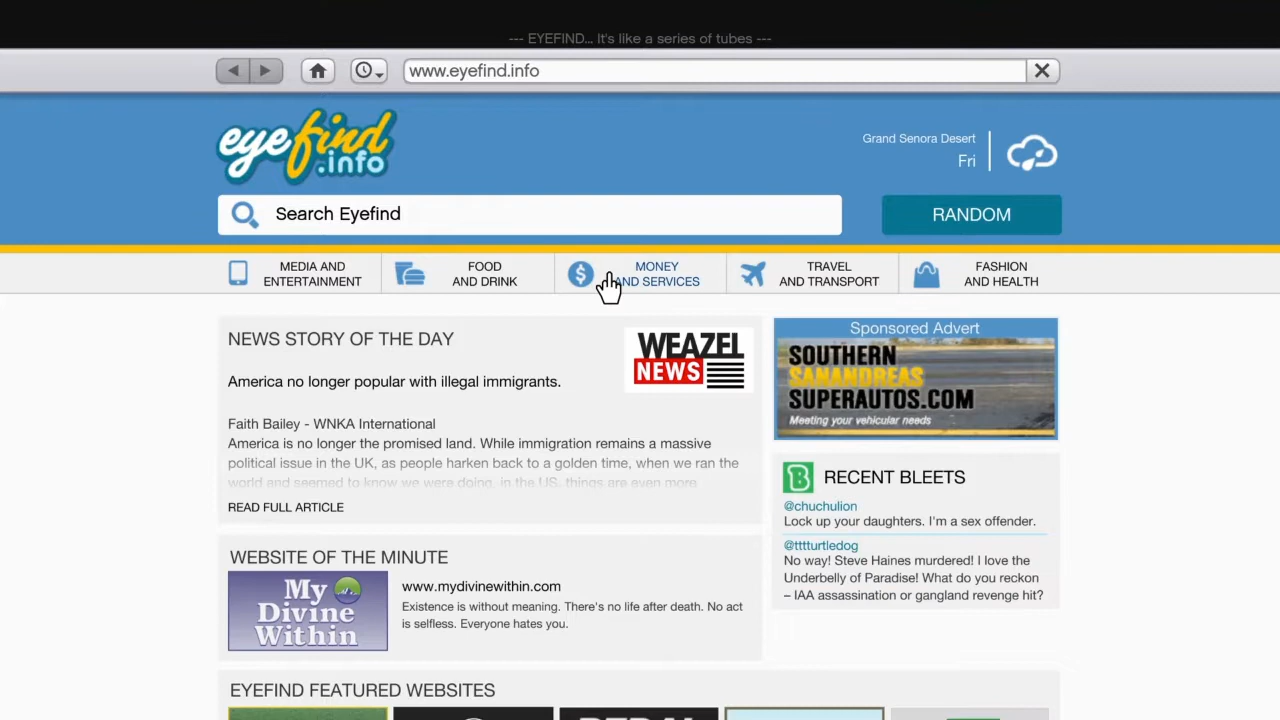 --- EYEFIND... It's like a series of tubes ---
www.eyefind.info
eyefind
.info
Grand Senora Desert
Fri
Search Eyefind
RANDOM
MEDIA AND
ENTERTAINMENT
FOOD
AND DRINK
MONEY
AND SERVICES
TRAVEL
AND TRANSPORT
FASHION
AND HEALTH
NEWS STORY OF THE DAY
WEAZEL
NEWS
America no longer popular with illegal immigrants.
Faith Bailey - WNKA International
America is no longer the promised land. While immigration remains a massive
political issue in the UK, as people harken back to a golden time, when we ran the
world and seemed to know we were doing, in the US, things are even more
READ FULL ARTICLE
Sponsored Advert
SOUTHERN
SANANDREAS
SUPERAUTOS.COM
Meeting your vehicular needs
RECENT BLEETS
@chuchulion
Lock up your daughters. I'm a sex offender.
@tttturtledog
No way! Steve Haines murdered! I love the
Underbelly of Paradise! What do you reckon
– IAA assassination or gangland revenge hit?
WEBSITE OF THE MINUTE
My
Divine
Within
www.mydivinewithin.com
Existence is without meaning. There's no life after death. No act
is selfless. Everyone hates you.
EYEFIND FEATURED WEBSITES